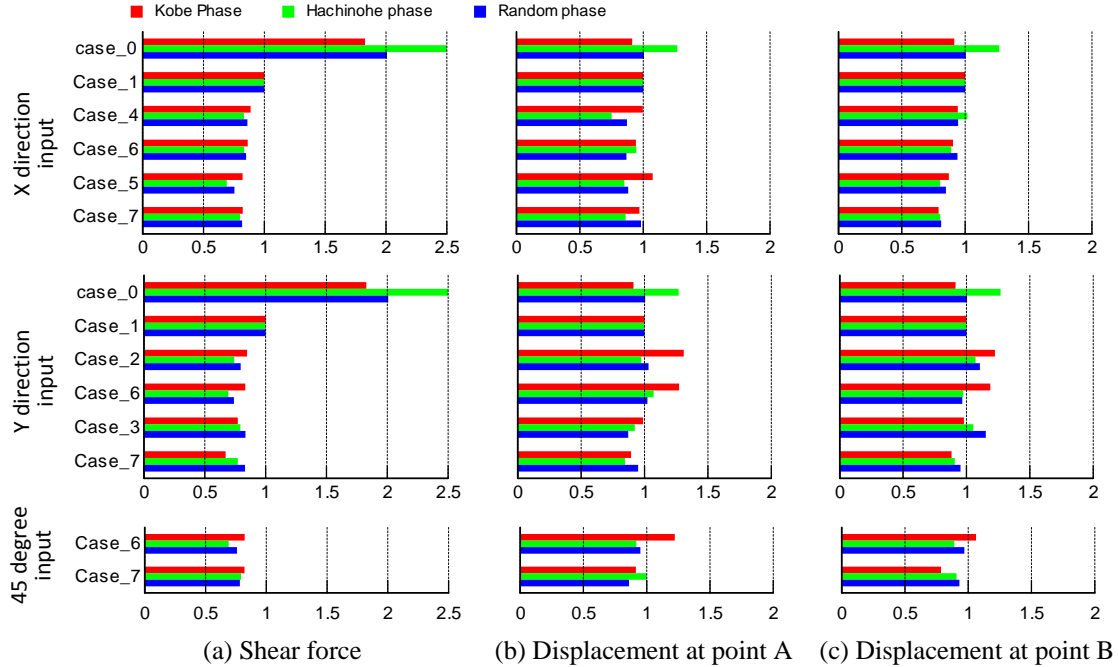 Kobe Phase Hachinohe phase Random phase
X direction input
case_0
Case_1
Case_4
Case_6
Case_5
Case_7
0 0.5 1 1.5 2 2.5
0 0.5 1 1.5 2
0 0.5 1 1.5 2
Y direction input
case_0
Case_1
Case_2
Case_6
Case_3
Case_7
0 0.5 1 1.5 2 2.5
0 0.5 1 1.5 2
0 0.5 1 1.5 2
45 degree input
Case_6
Case_7
0 0.5 1 1.5 2 2.5
0 0.5 1 1.5 2
0 0.5 1 1.5 2
(a) Shear force (b) Displacement at point A (c) Displacement at point B